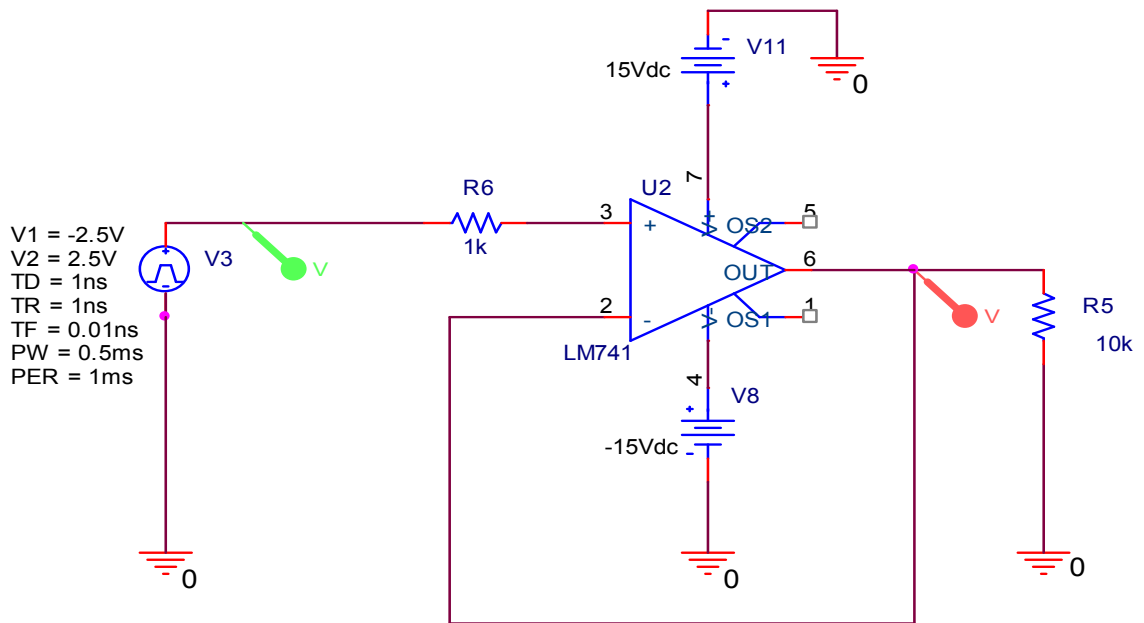 V11
15Vdc
0
7
U2
R6
1k
3
+
V+
OS2
5
V1 = -2.5V
V2 = 2.5V
TD = 1ns
TR = 1ns
TF = 0.01ns
PW = 0.5ms
PER = 1ms
V3
V
OUT
6
2
-
V-
OS1
1
V
R5
10k
LM741
4
V8
-15Vdc
0
0
0